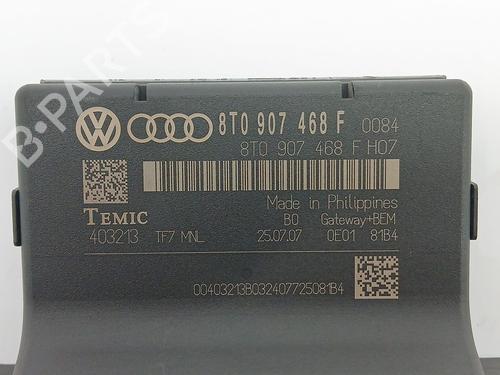 B-PARTS
8T0 907 468 F 0084
8T0 907 468 F H07
Made in Philippines
TEMIC B0 Gateway+BEM
403213 TF7 MNL 25.07.07 0E01 81B4
00403213B032407725081B4